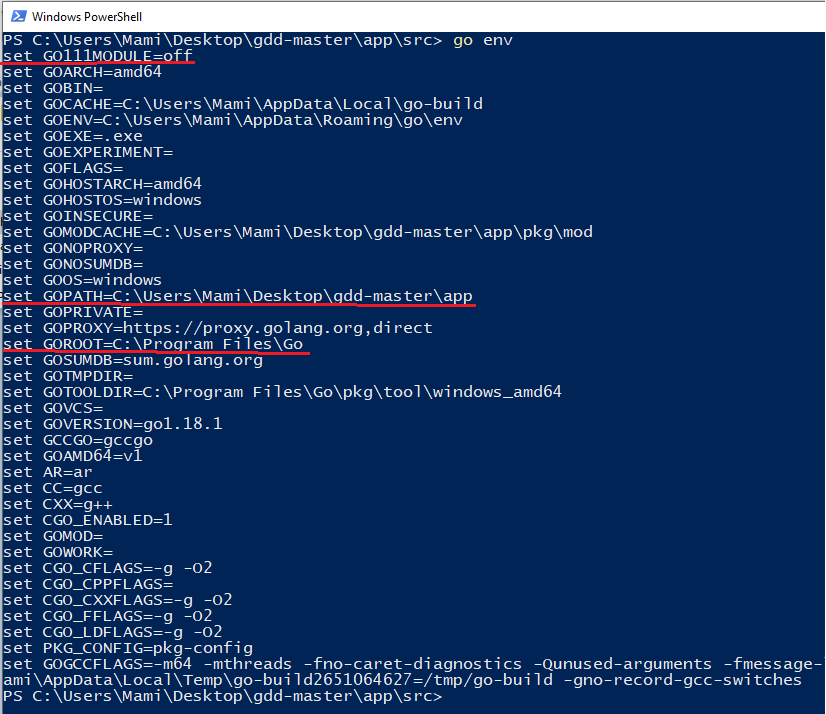 Windows PowerShell
PS C:\Users\Mami\Desktop\gdd-master\app\src> go env
set GO111MODULE=off
set GOARCH=amd64
set GOBIN=
set GOCACHE=C:\Users\Mami\AppData\Local\go-build
set GOENV=C:\Users\Mami\AppData\Roaming\go\env
set GOEXE=.exe
set GOEXPERIMENT=
set GOFLAGS=
set GOHOSTARCH=amd64
set GOHOSTOS=windows
set GOINSECURE=
set GOMODCACHE=C:\Users\Mami\Desktop\gdd-master\app\pkg\mod
set GONOPROXY=
set GONOSUMDB=
set GOOS=windows
set GOPATH=C:\Users\Mami\Desktop\gdd-master\app
set GOPRIVATE=
set GOPROXY=https://proxy.golang.org,direct
set GOROOT=C:\Program Files\Go
set GOSUMDB=sum.golang.org
set GOTMPDIR=
set GOTOOLDIR=C:\Program Files\Go\pkg\tool\windows_amd64
set GOVCS=
set GOVERSION=go1.18.1
set GCCGO=gccgo
set GOAMD64=v1
set AR=ar
set CC=gcc
set CXX=g++
set CGO_ENABLED=1
set GOMOD=
set GOWORK=
set CGO_CFLAGS=-g -O2
set CGO_CPPFLAGS=
set CGO_CXXFLAGS=-g -O2
set CGO_FFLAGS=-g -O2
set CGO_LDFLAGS=-g -O2
set PKG_CONFIG=pkg-config
set GOGCCFLAGS=-m64 -mthreads -fno-caret-diagnostics -Qunused-arguments -fmessage-
ami\AppData\Local\Temp\go-build2651064627=/tmp/go-build -gno-record-gcc-switches
PS C:\Users\Mami\Desktop\gdd-master\app\src>